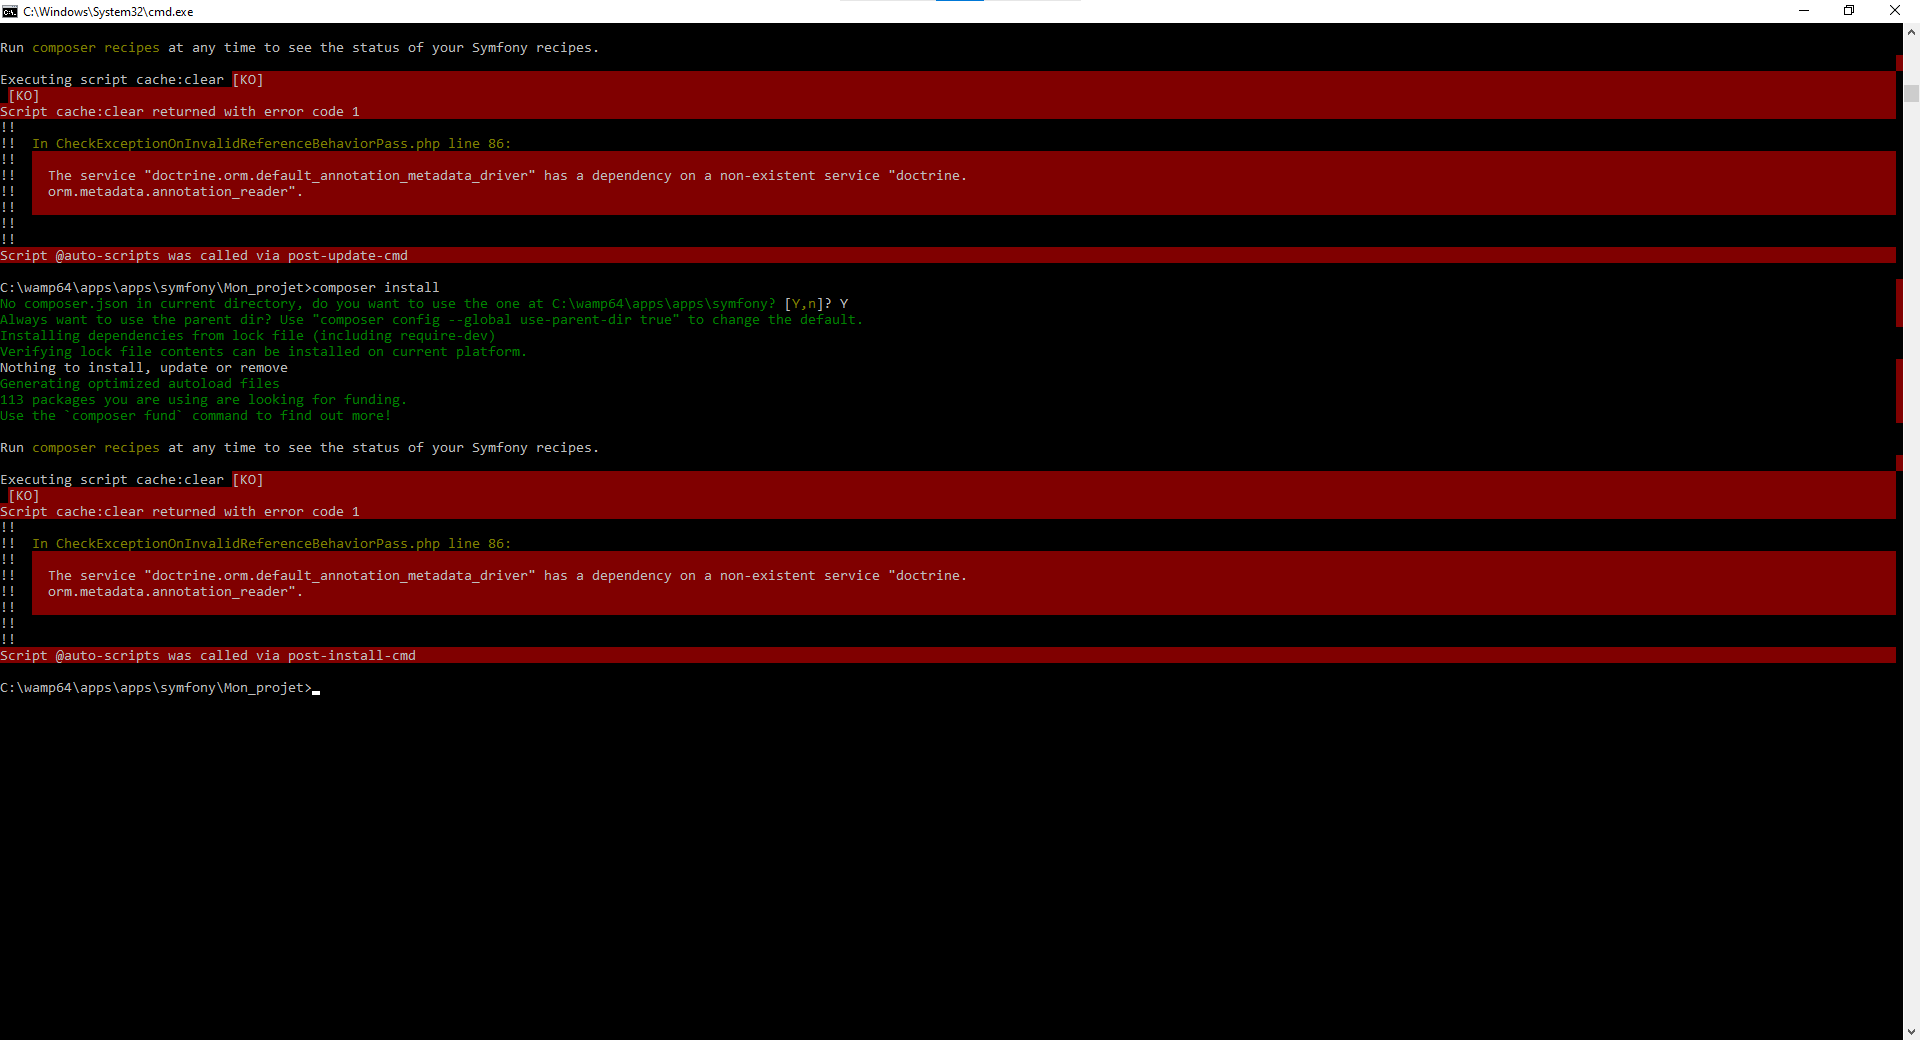 C:\Windows\System32\cmd.exe
Run composer recipes at any time to see the status of your Symfony recipes.
Executing script cache:clear [KO]
[KO]
Script cache:clear returned with error code 1
!!
!!  In CheckExceptionOnInvalidReferenceBehaviorPass.php line 86:
!!
!!    The service "doctrine.orm.default_annotation_metadata_driver" has a dependency on a non-existent service "doctrine.
!!    orm.metadata.annotation_reader".
!!
!!
!!
Script @auto-scripts was called via post-update-cmd
C:\wamp64\apps\apps\symfony\Mon_projet>composer install
No composer.json in current directory, do you want to use the one at C:\wamp64\apps\apps\symfony? [Y,n]? Y
Always want to use the parent dir? Use "composer config --global use-parent-dir true" to change the default.
Installing dependencies from lock file (including require-dev)
Verifying lock file contents can be installed on current platform.
Nothing to install, update or remove
Generating optimized autoload files
113 packages you are using are looking for funding.
Use the `composer fund` command to find out more!
Run composer recipes at any time to see the status of your Symfony recipes.
Executing script cache:clear [KO]
[KO]
Script cache:clear returned with error code 1
!!
!!  In CheckExceptionOnInvalidReferenceBehaviorPass.php line 86:
!!
!!    The service "doctrine.orm.default_annotation_metadata_driver" has a dependency on a non-existent service "doctrine.
!!    orm.metadata.annotation_reader".
!!
!!
!!
Script @auto-scripts was called via post-install-cmd
C:\wamp64\apps\apps\symfony\Mon_projet>